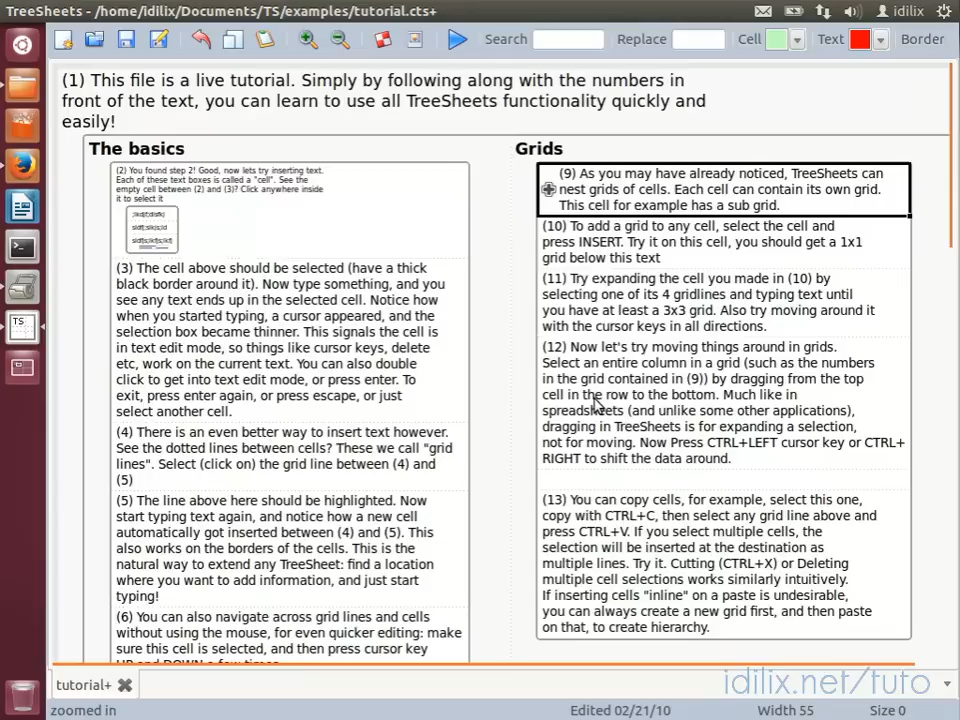 TreeSheets - /home/idilix/Documents/TS/examples/tutorial.cts+
idilix
Search
Replace
Cell
Text
Border
(1) This file is a live tutorial. Simply by following along with the numbers in
front of the text, you can learn to use all TreeSheets functionality quickly and
easily!
The basics
(2) You found step 2! Good, now lets try inserting text.
Each of these text boxes is called a "cell". See the
empty cell between (2) and (3)? Click anywhere inside
it to select it
(3) The cell above should be selected (have a thick
black border around it). Now type something, and you
see any text ends up in the selected cell. Notice how
when you started typing, a cursor appeared, and the
selection box became thinner. This signals the cell is
in text edit mode, so things like cursor keys, delete
etc, work on the current text. You can also double
click to get into text edit mode, or press enter. To
exit, press enter again, or press escape, or just
select another cell.
(4) There is an even better way to insert text however.
See the dotted lines between cells? These we call "grid
lines". Select (click on) the grid line between (4) and
(5)
(5) The line above here should be highlighted. Now
start typing text again, and notice how a new cell
automatically got inserted between (4) and (5). This
also works on the borders of the cells. This is the
natural way to extend any TreeSheet: find a location
where you want to add information, and just start
typing!
(6) You can also navigate across grid lines and cells
without using the mouse, for even quicker editing: make
sure this cell is selected, and then press cursor key
UP and DOWN a few times
Grids
(9) As you may have already noticed, TreeSheets can
nest grids of cells. Each cell can contain its own grid.
This cell for example has a sub grid.
(10) To add a grid to any cell, select the cell and
press INSERT. Try it on this cell, you should get a 1x1
grid below this text
(11) Try expanding the cell you made in (10) by
selecting one of its 4 gridlines and typing text until
you have at least a 3x3 grid. Also try moving around it
with the cursor keys in all directions.
(12) Now let's try moving things around in grids.
Select an entire column in a grid (such as the numbers
in the grid contained in (9)) by dragging from the top
cell in the row to the bottom. Much like in
spreadsheets (and unlike some other applications),
dragging in TreeSheets is for expanding a selection,
not for moving. Now Press CTRL+LEFT cursor key or CTRL+
RIGHT to shift the data around.
(13) You can copy cells, for example, select this one,
copy with CTRL+C, then select any grid line above and
press CTRL+V. If you select multiple cells, the
selection will be inserted at the destination as
multiple lines. Try it. Cutting (CTRL+X) or Deleting
multiple cell selections works similarly intuitively.
If inserting cells "inline" on a paste is undesirable,
you can always create a new grid first, and then paste
on that, to create hierarchy.
TS
tutorial+
idilix.net/tuto
zoomed in
Edited 02/21/10
Width 55
Size 0